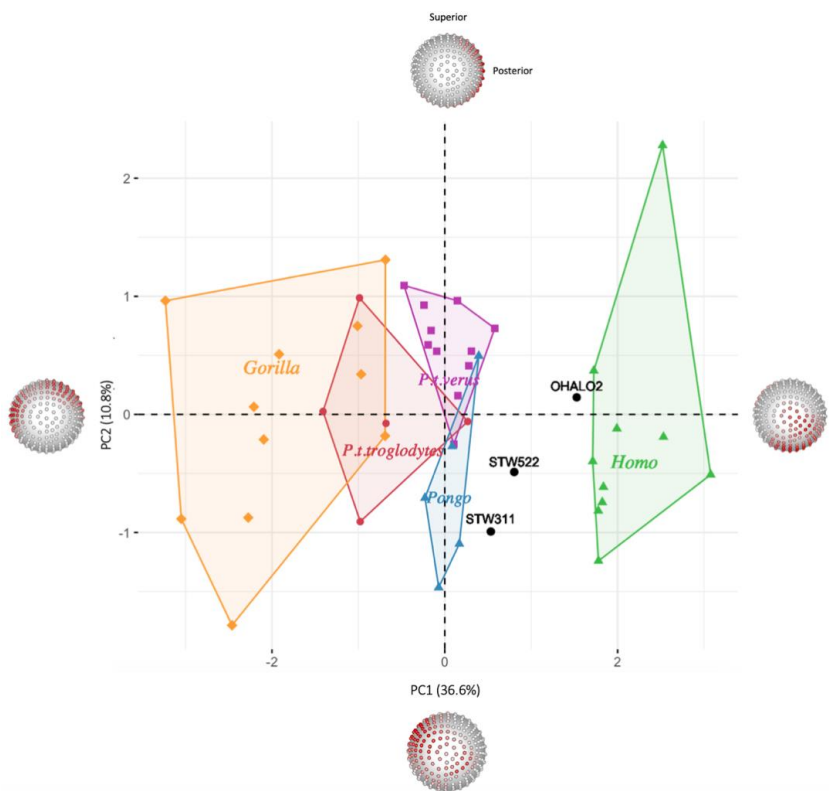 Superior
Posterior
2
1
Gorilla
P.t.verus
OHALO2
0
PC2 (10.8%)
P.t.troglodytes
STW522
Homo
Pongo
STW311
-1
-2
0
2
PC1 (36.6%)